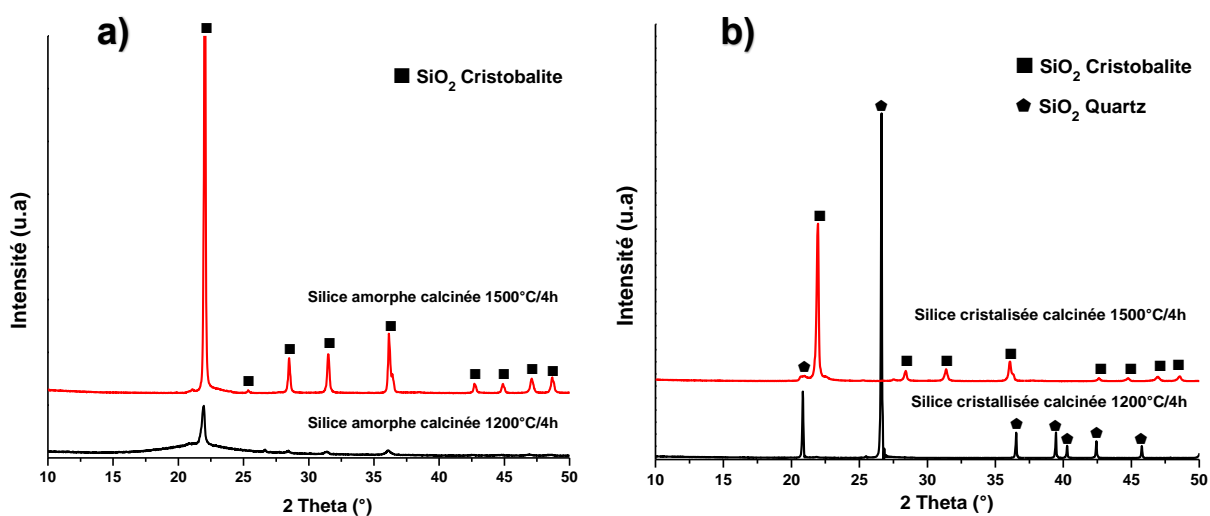 a)
■ SiO₂ Cristobalite
Intensité (u.a)
Silice amorphe calcinée 1500°C/4h
Silice amorphe calcinée 1200°C/4h
10 15 20 25 30 35 40 45 50
2 Theta (°)
b)
■ SiO₂ Cristobalite
⬟ SiO₂ Quartz
Intensité (u.a)
Silice cristalisée calcinée 1500°C/4h
Silice cristallisée calcinée 1200°C/4h
10 15 20 25 30 35 40 45 50
2 Theta (°)